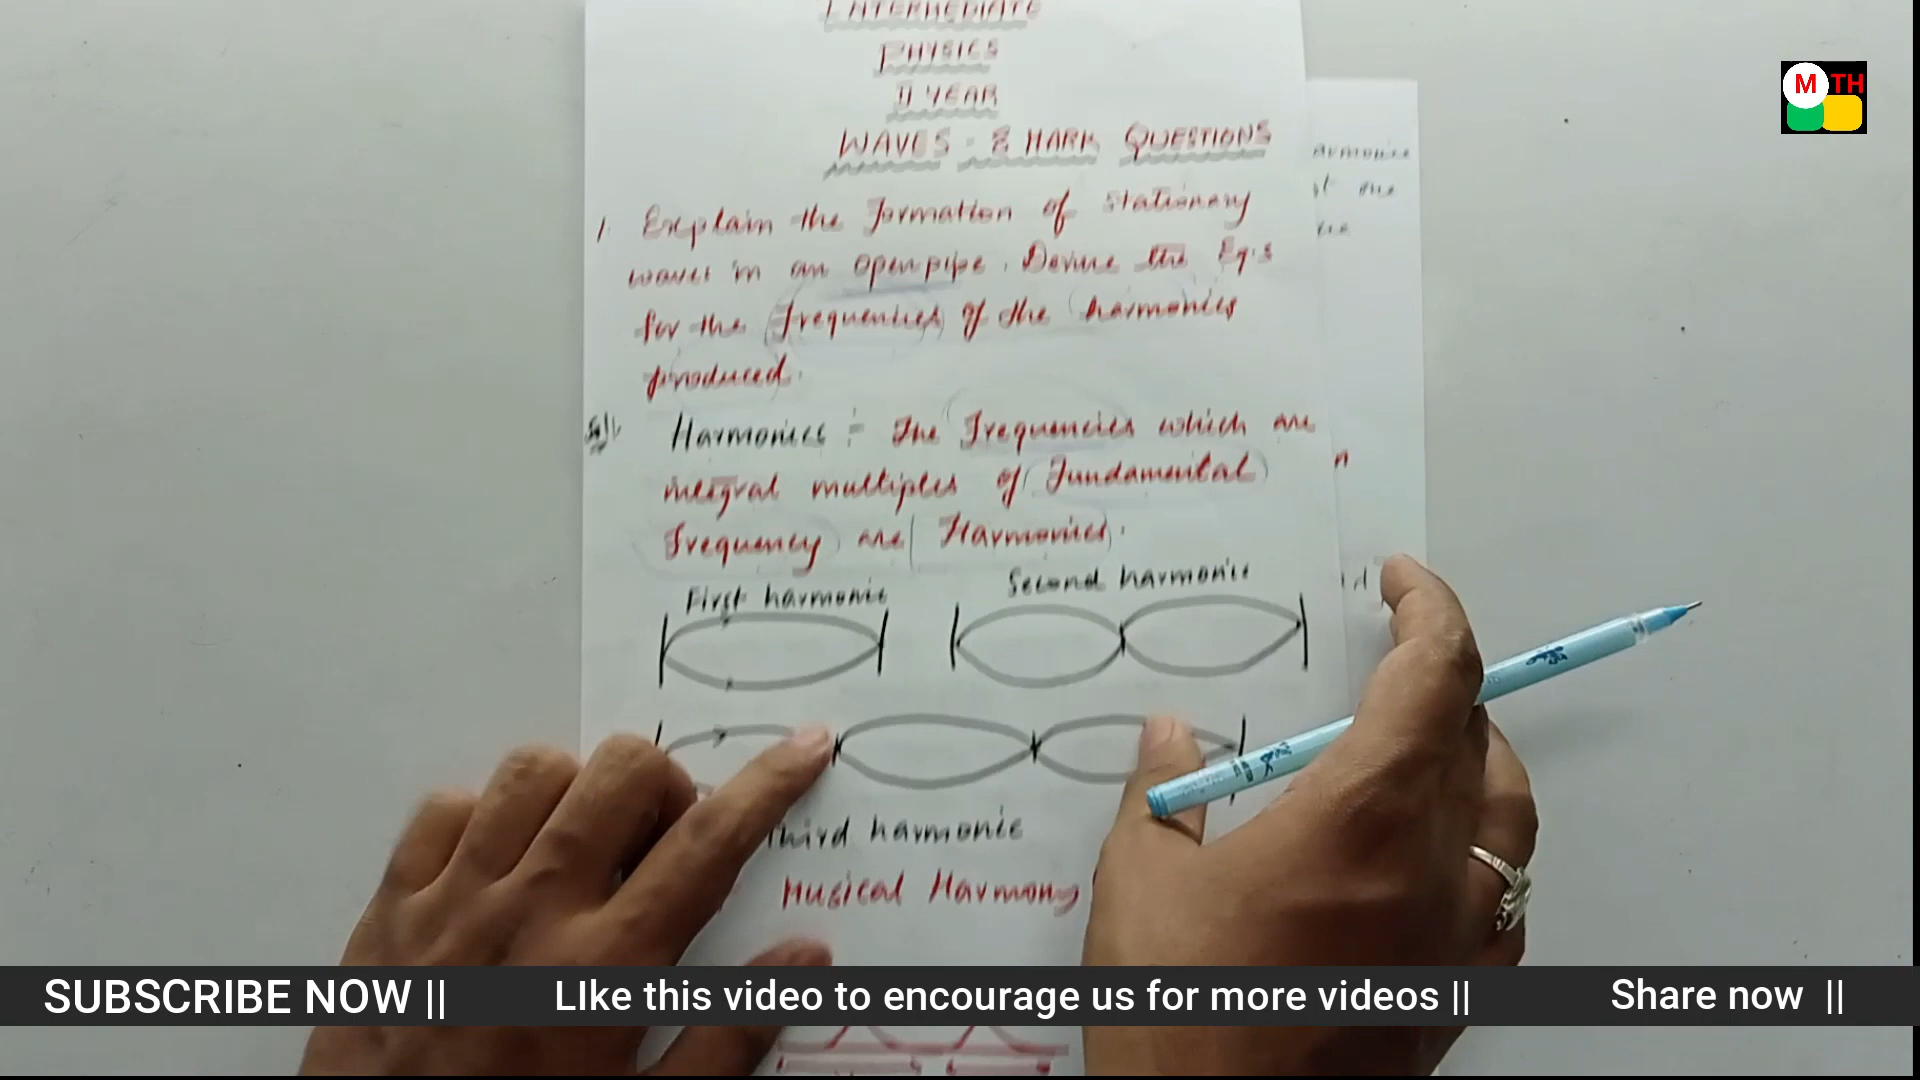 INTERMEDIATE
PHYSICS
II YEAR
WAVES - 8 MARK QUESTIONS
1. Explain the formation of stationary
waves in an open pipe. Derive the Eq.s
for the frequencies of the harmonics
produced.
Sol: Harmonics :- The Frequencies which are
integral multiples of Fundamental
Frequency are Harmonics.
First harmonic
Second harmonic
Third harmonic
Musical Harmony
armonic
one
n
M TH
SUBSCRIBE NOW || LIke this video to encourage us for more videos || Share now ||